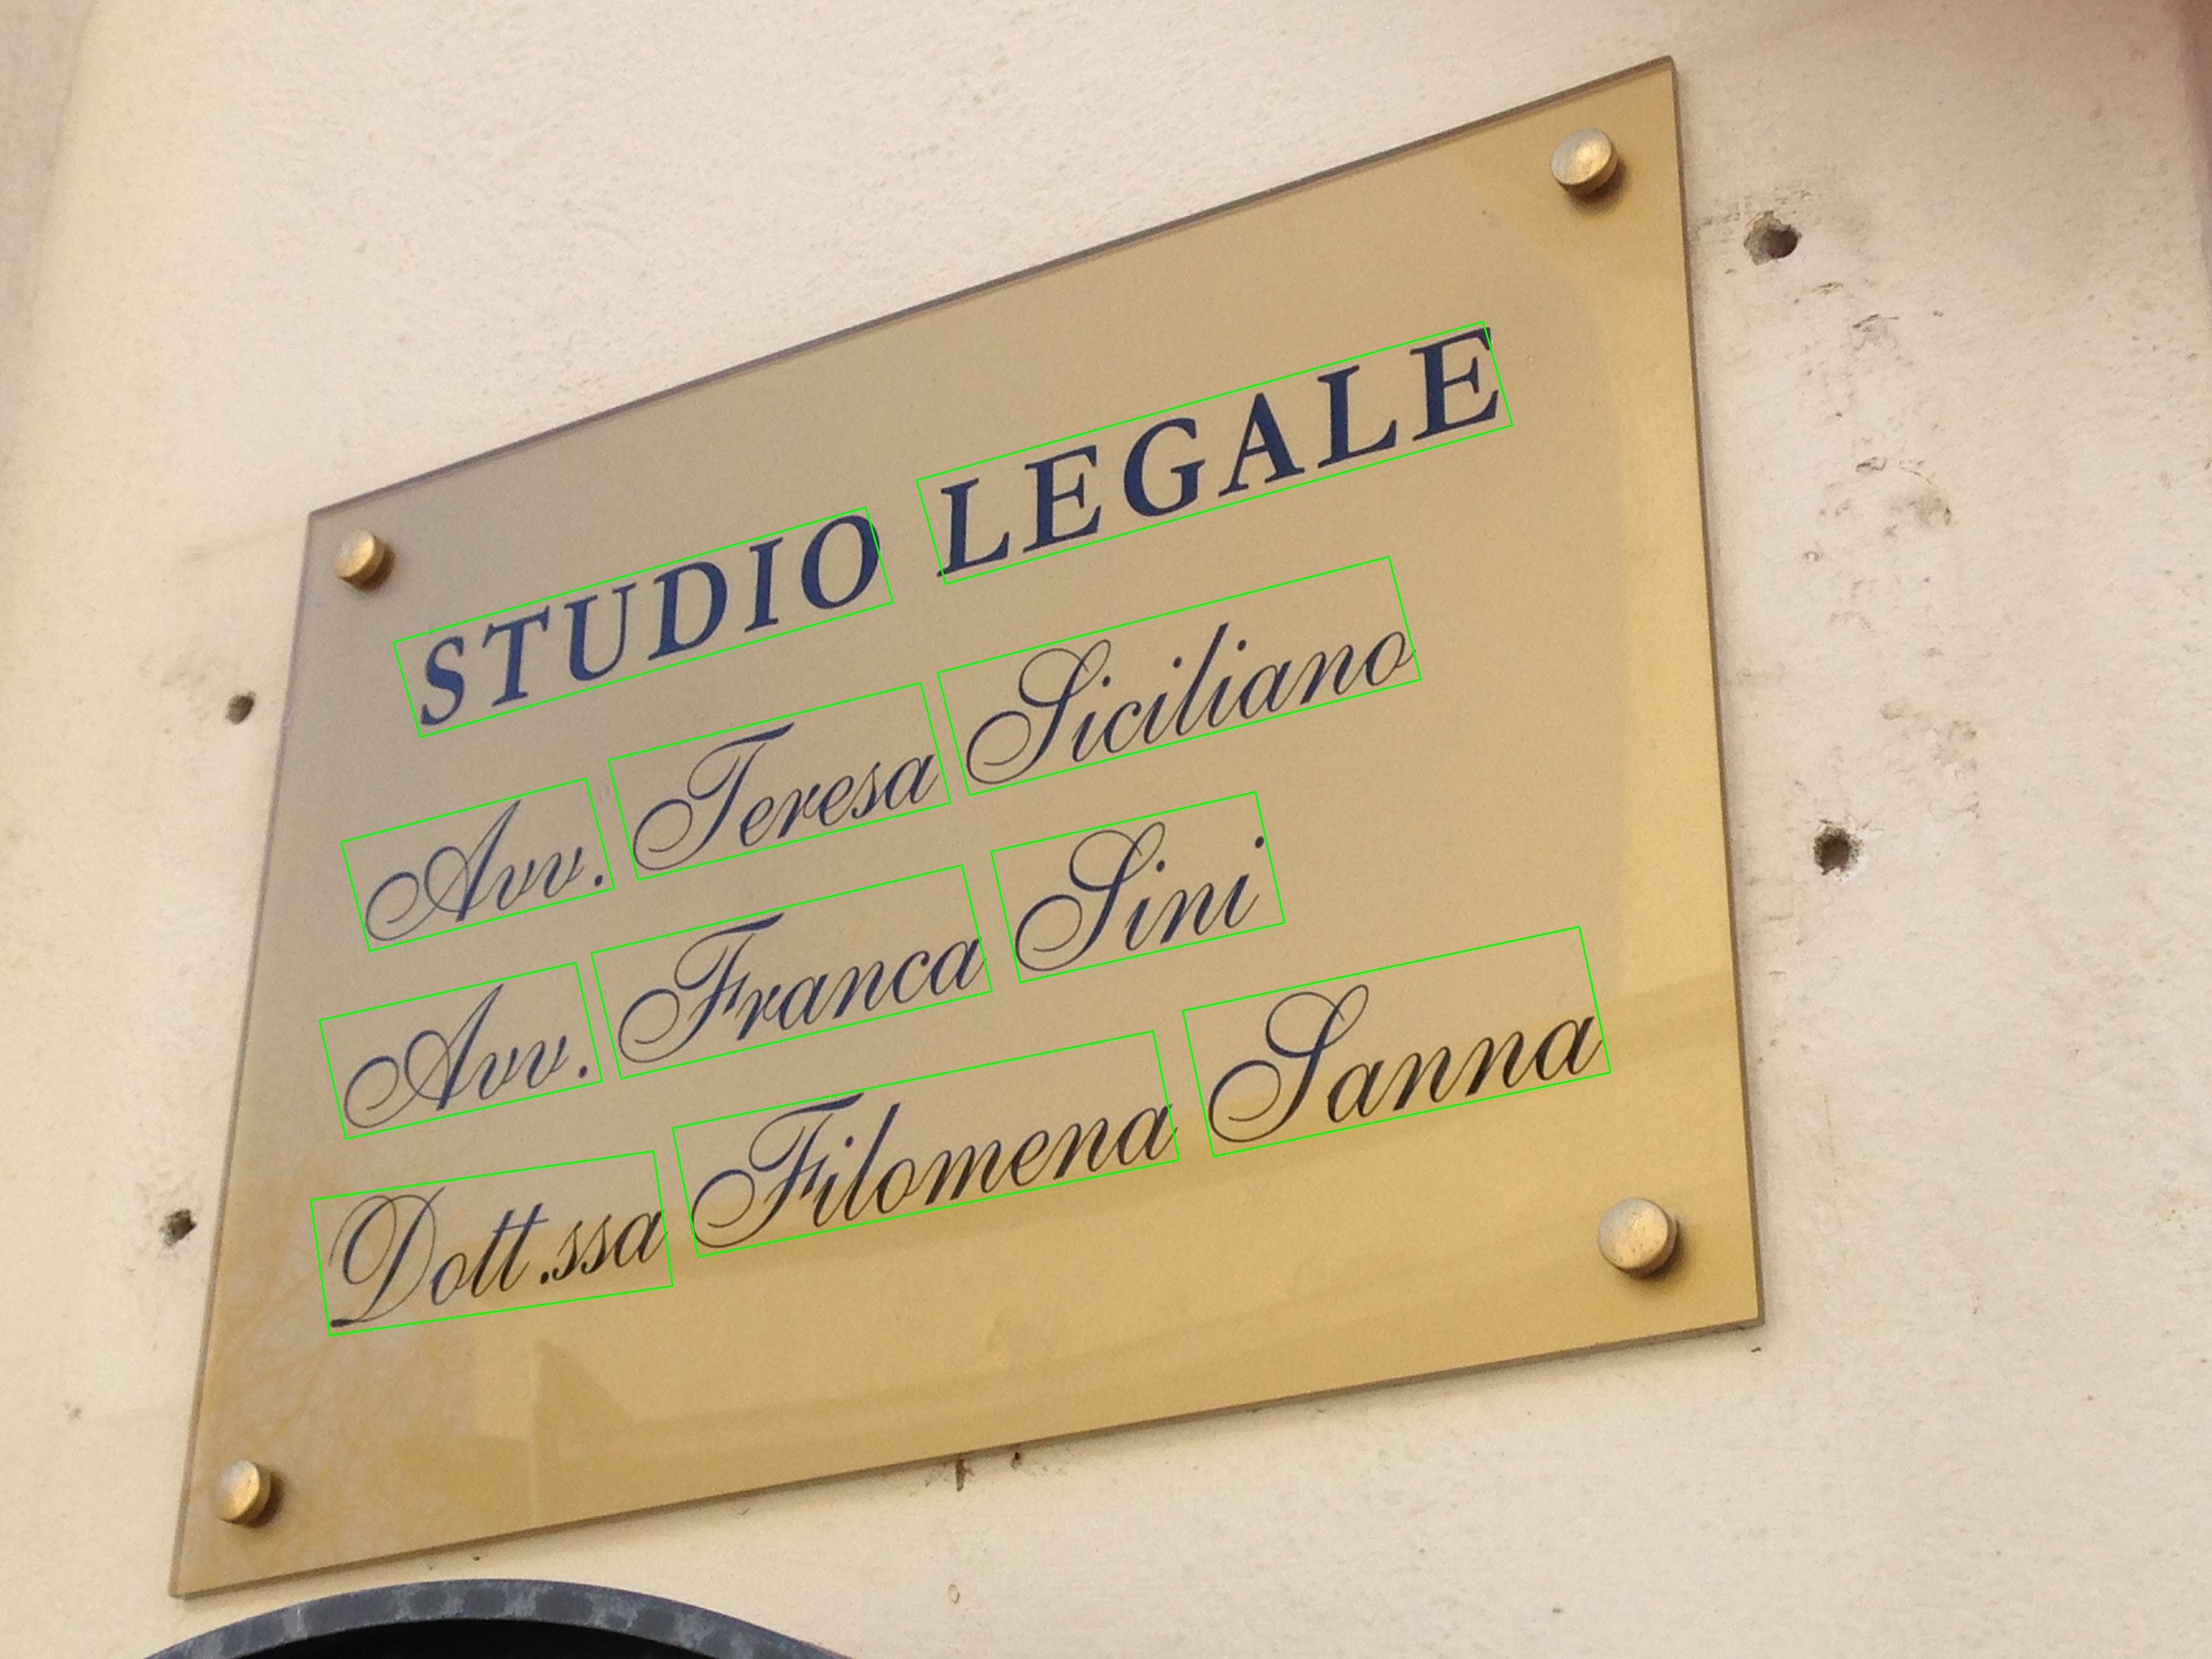 STUDIO LEGALE
Avv. Teresa Siciliano
Avv. Franca Sini
Dott.ssa Filomena Sanna